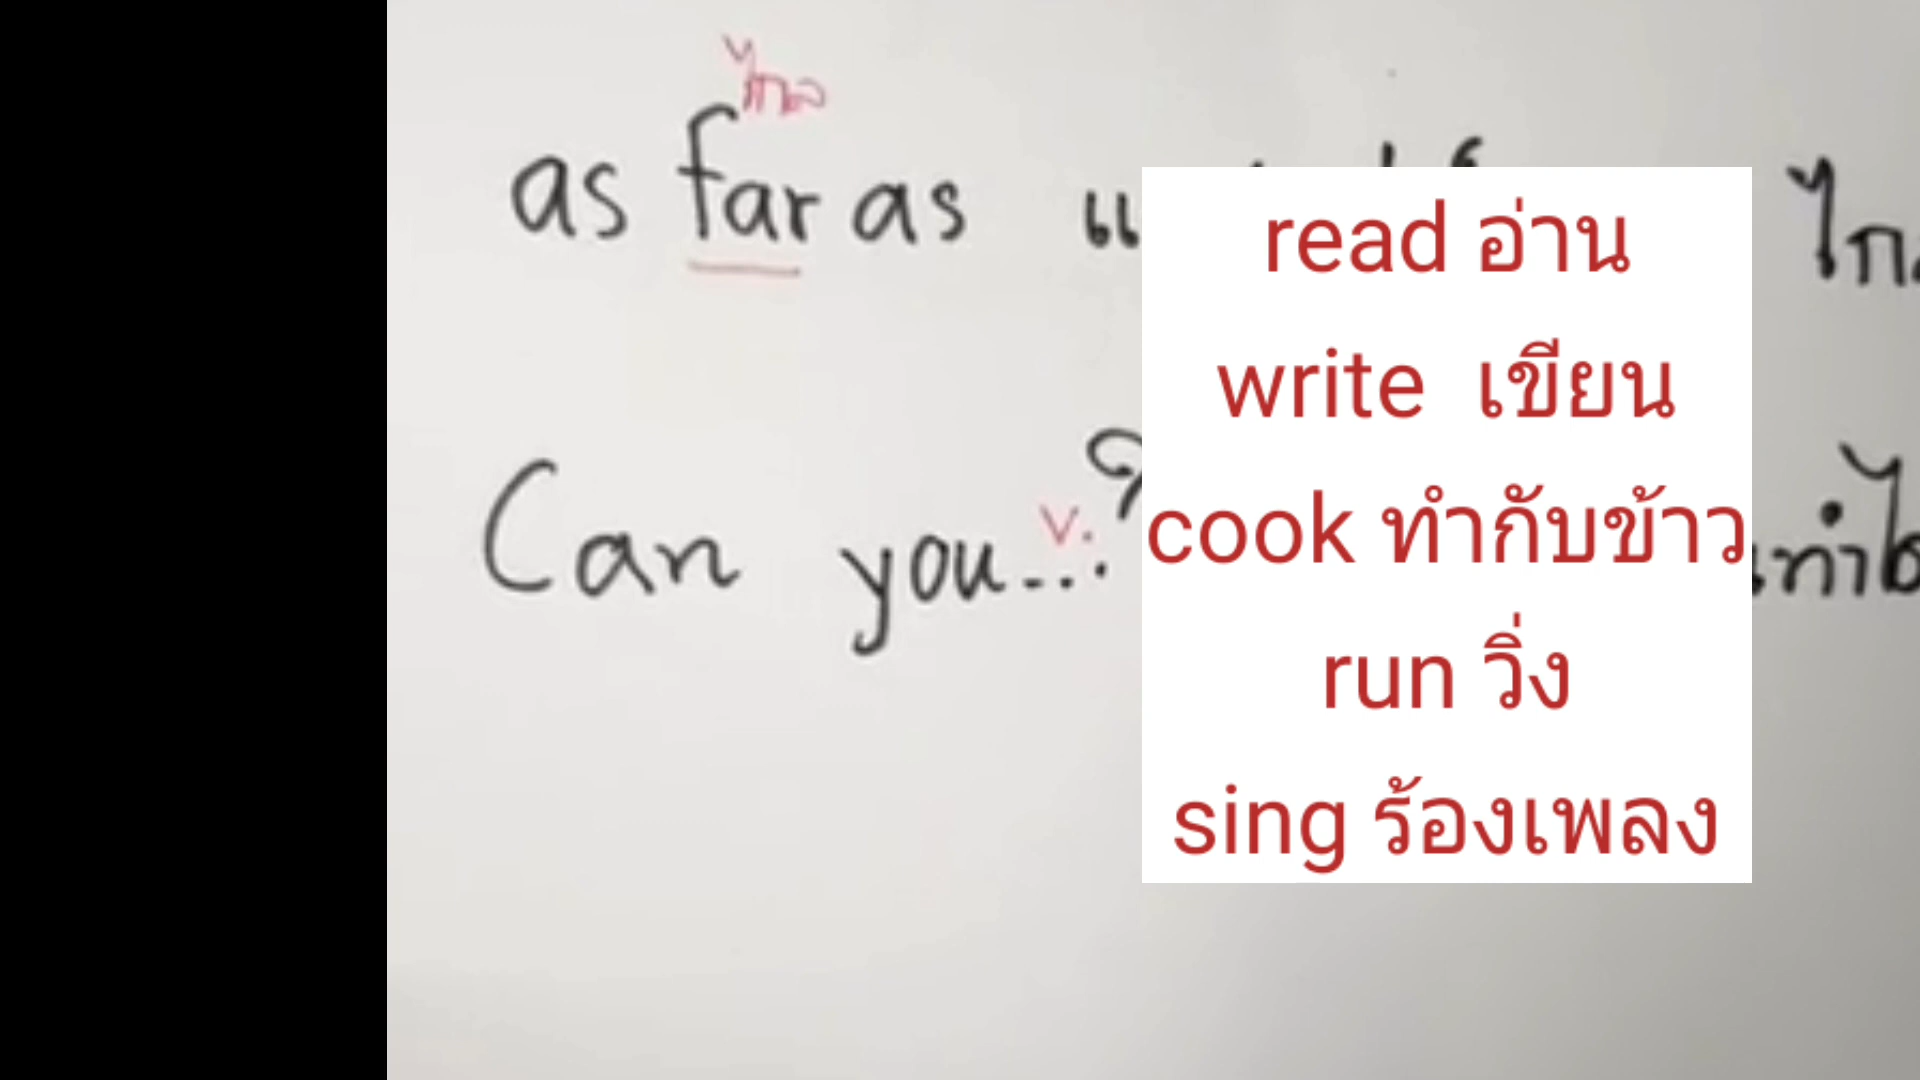 ไกล
as far as
Can you...?
v.
read อ่าน
write เขียน
cook ทำกับข้าว
run วิ่ง
sing ร้องเพลง